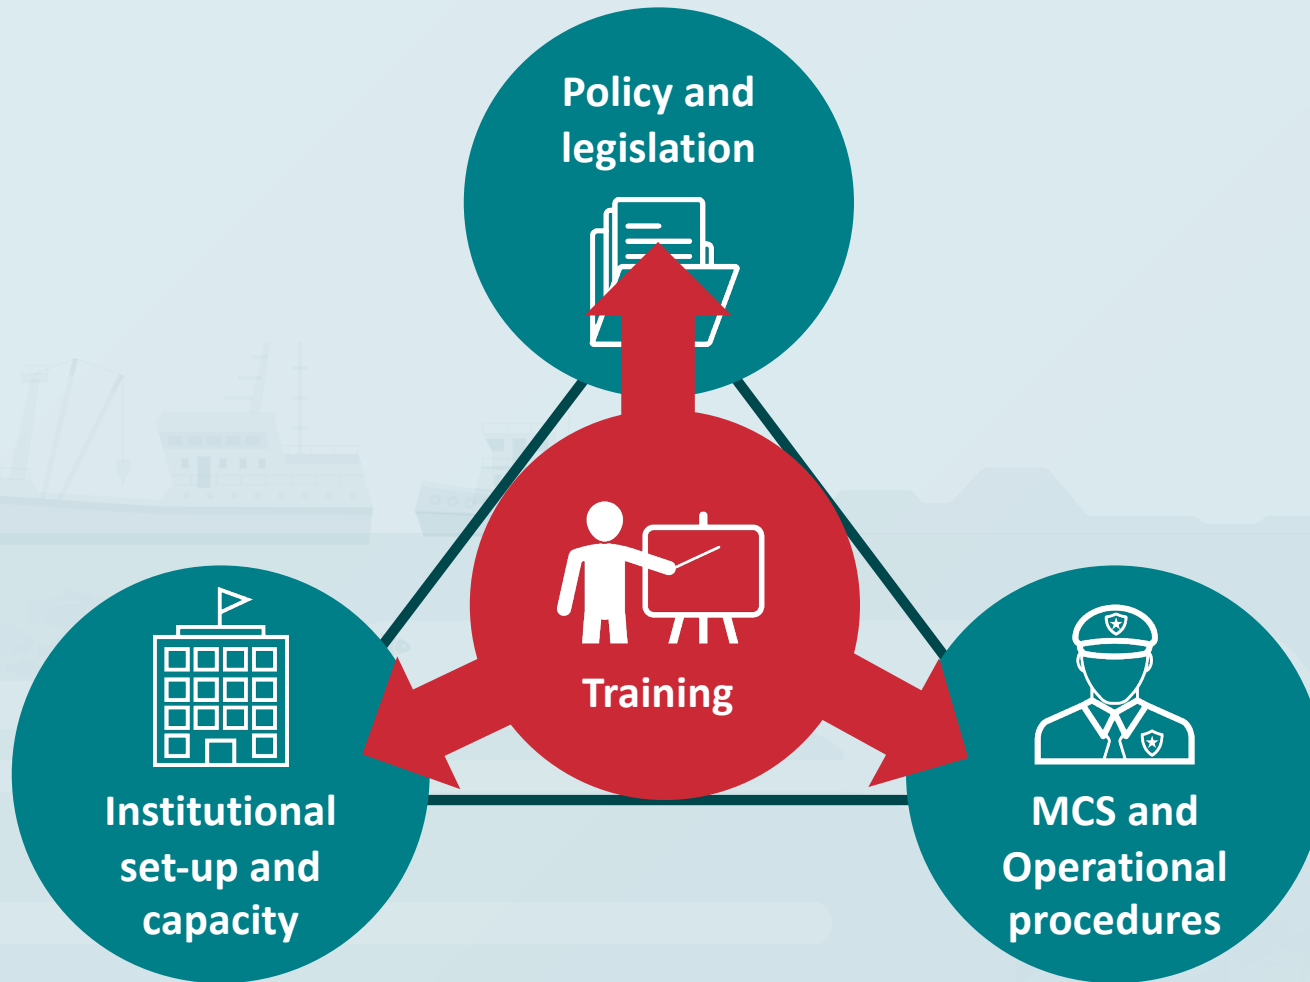 Policy and
legislation
Training
Institutional
set-up and
capacity
MCS and
Operational
procedures